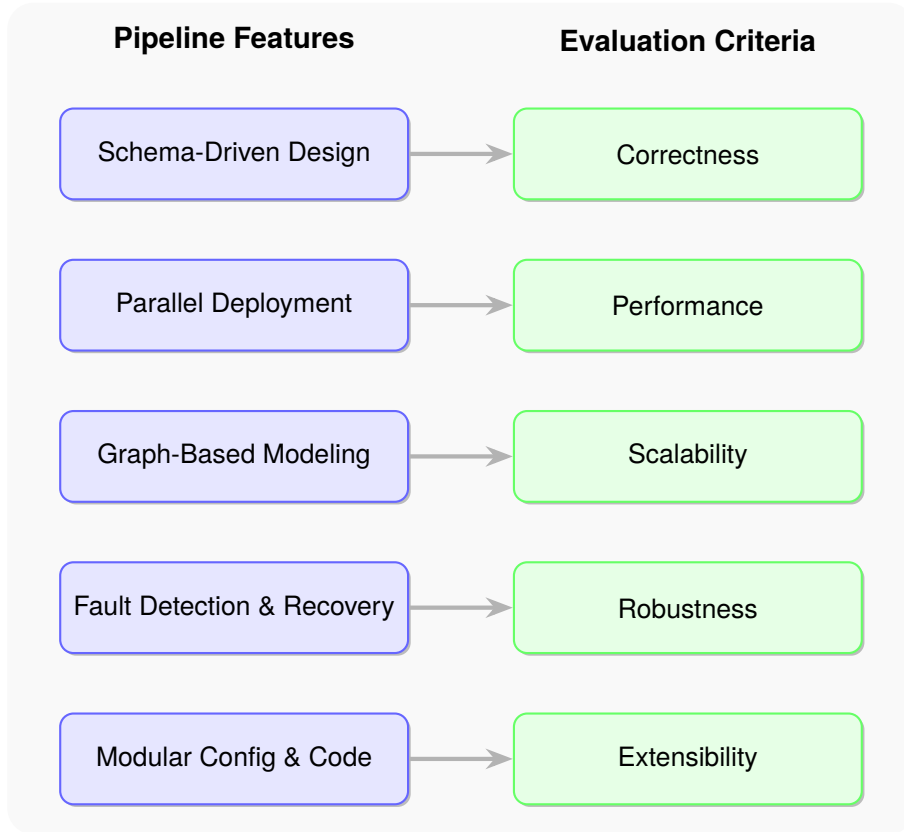 Pipeline Features
Evaluation Criteria
Schema-Driven Design
Correctness
Parallel Deployment
Performance
Graph-Based Modeling
Scalability
Fault Detection & Recovery
Robustness
Modular Config & Code
Extensibility